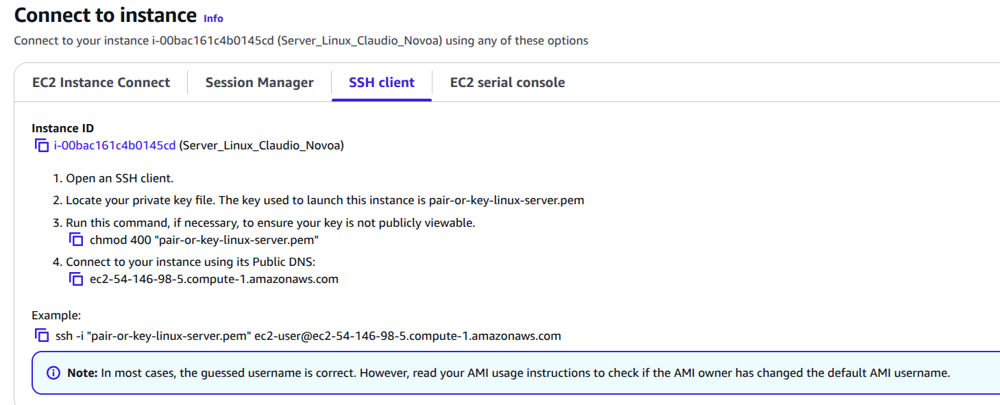 Connect to instance Info
Connect to your instance i-00bac161c4b0145cd (Server_Linux_Claudio_Novoa) using any of these options
EC2 Instance Connect
Session Manager
SSH client
EC2 serial console
Instance ID
i-00bac161c4b0145cd (Server_Linux_Claudio_Novoa)
1. Open an SSH client.
2. Locate your private key file. The key used to launch this instance is pair-or-key-linux-server.pem
3. Run this command, if necessary, to ensure your key is not publicly viewable.
chmod 400 "pair-or-key-linux-server.pem"
4. Connect to your instance using its Public DNS:
ec2-54-146-98-5.compute-1.amazonaws.com
Example:
ssh -i "pair-or-key-linux-server.pem" ec2-user@ec2-54-146-98-5.compute-1.amazonaws.com
Note: In most cases, the guessed username is correct. However, read your AMI usage instructions to check if the AMI owner has changed the default AMI username.